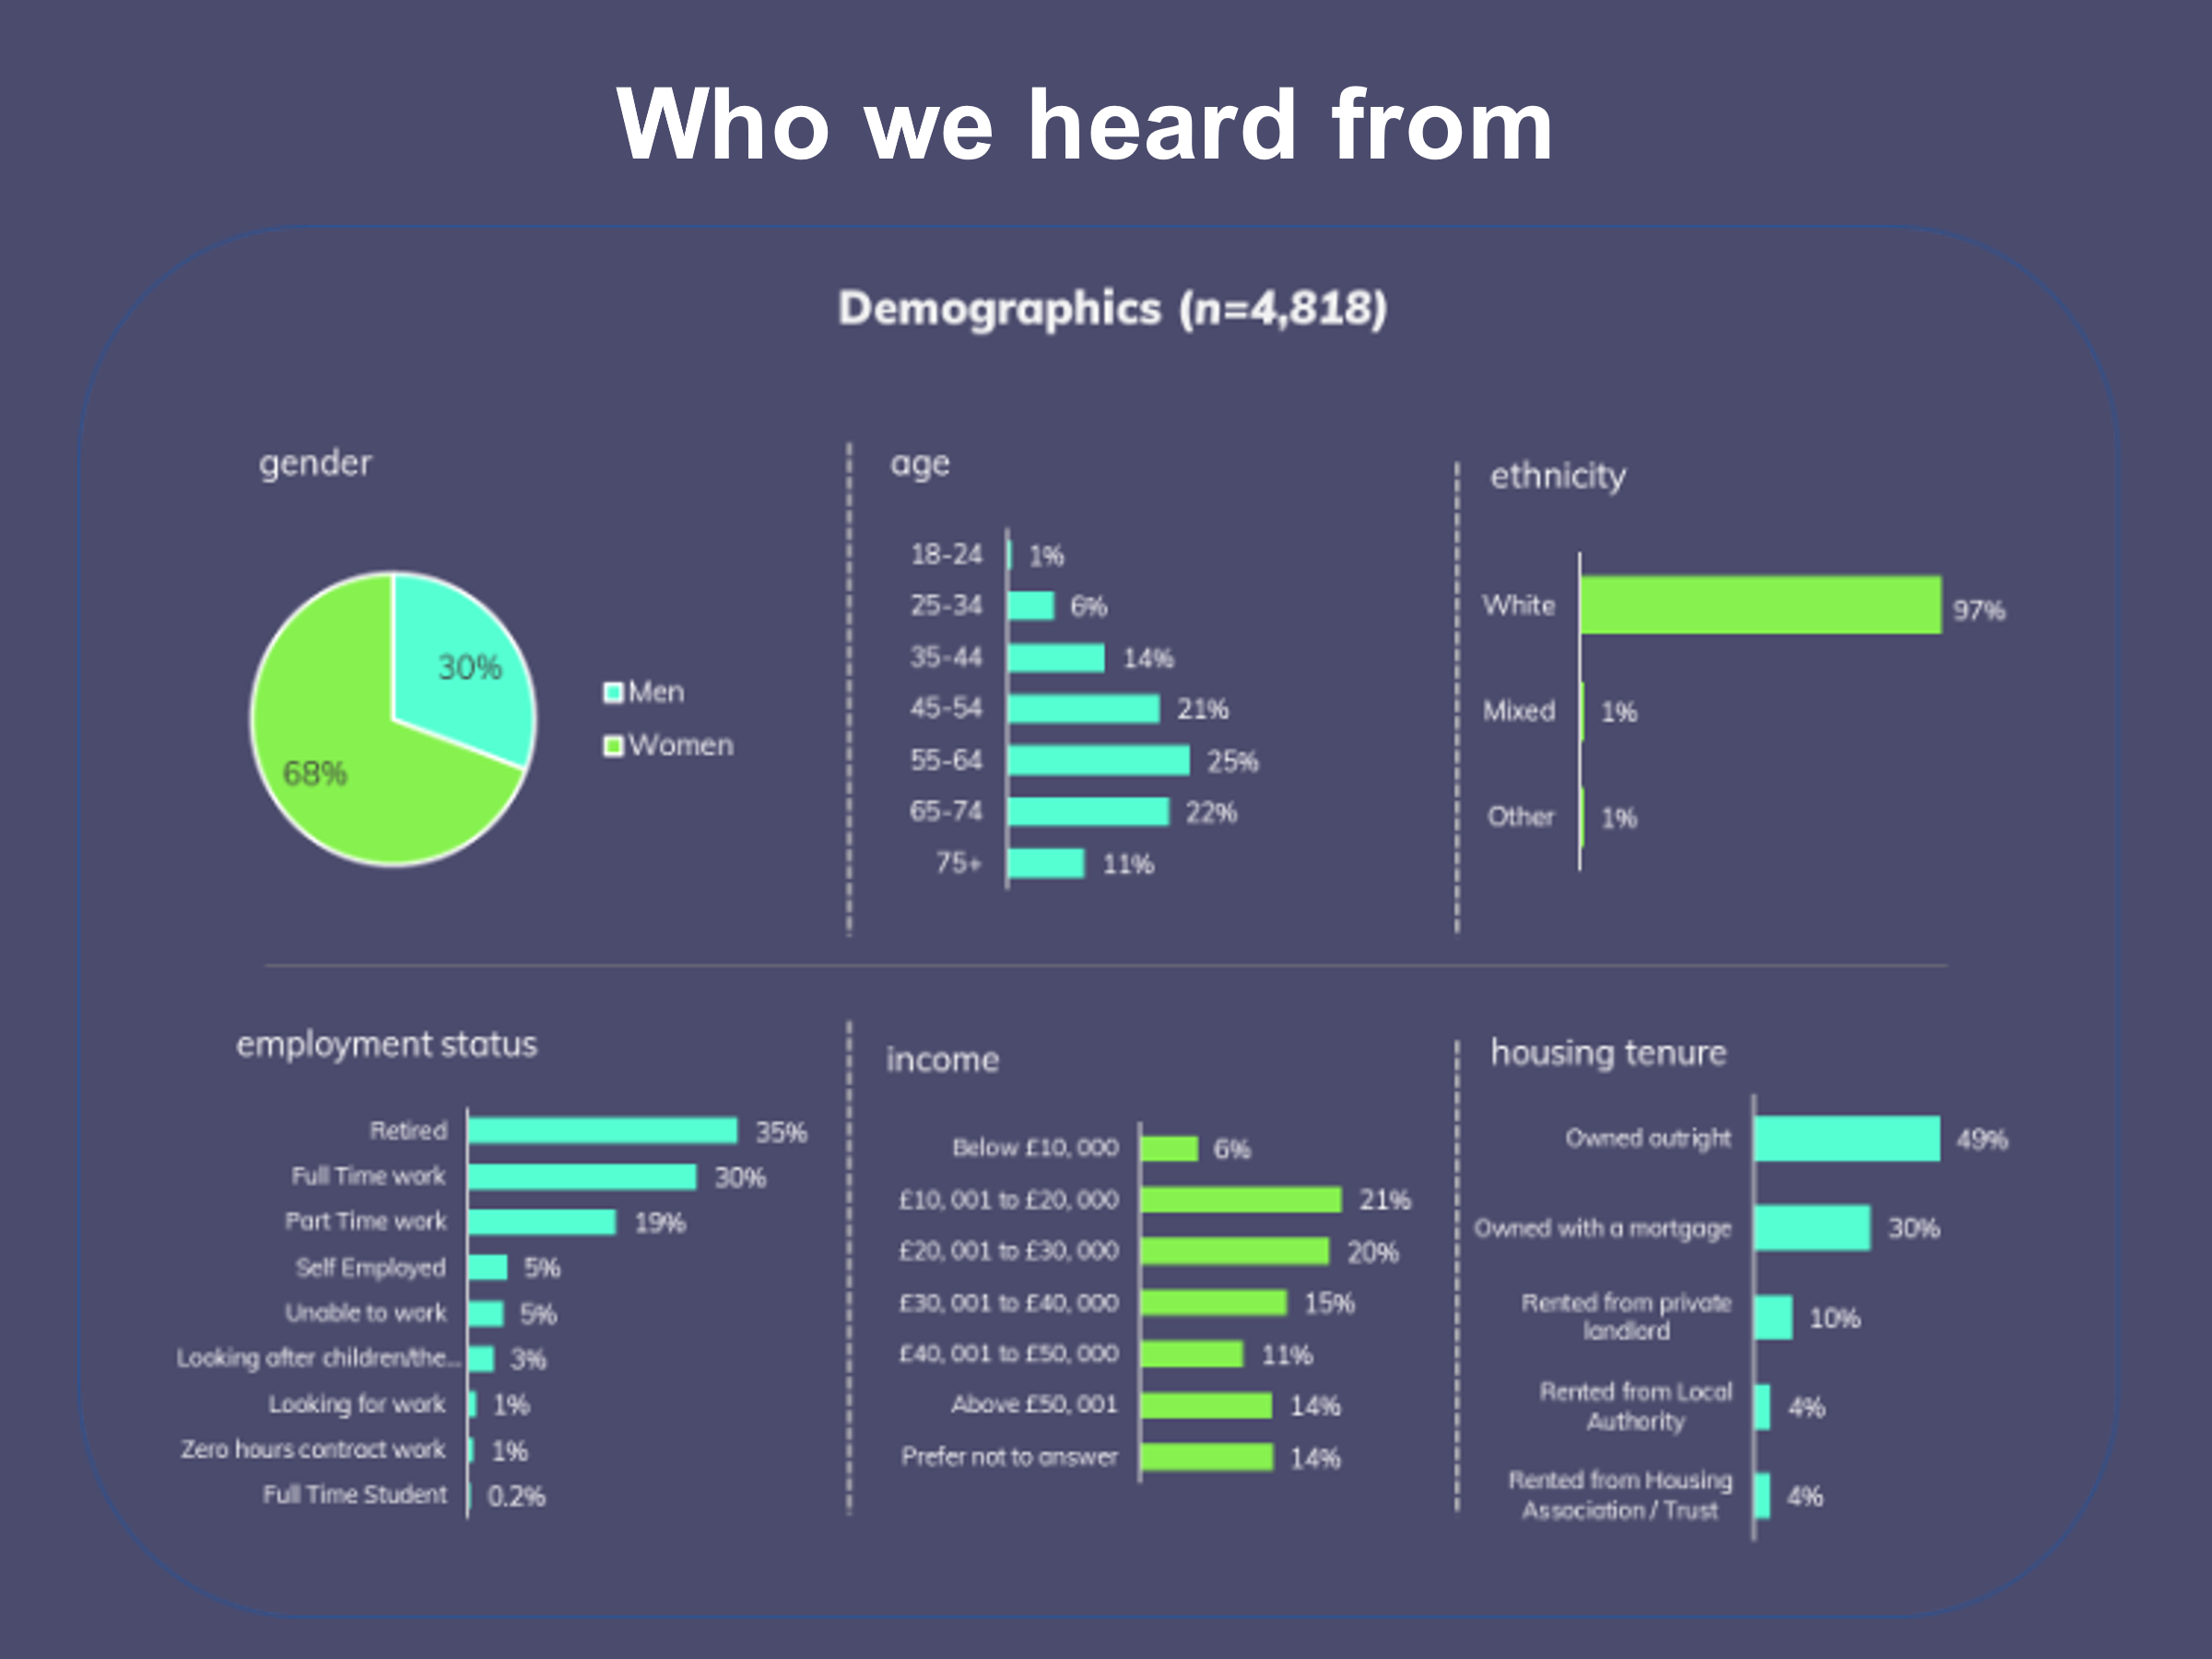 Who we heard from
Demographics (n=4,818)
gender
30%
68%
Men
Women
age
18-24 1%
25-34 6%
35-44 14%
45-54 21%
55-64 25%
65-74 22%
75+ 11%
ethnicity
White 97%
Mixed 1%
Other 1%
employment status
Retired 35%
Full Time work 30%
Part Time work 19%
Self Employed 5%
Unable to work 5%
Looking after children/the... 3%
Looking for work 1%
Zero hours contract work 1%
Full Time Student 0.2%
income
Below £10, 000 6%
£10, 001 to £20, 000 21%
£20, 001 to £30, 000 20%
£30, 001 to £40, 000 15%
£40, 001 to £50, 000 11%
Above £50, 001 14%
Prefer not to answer 14%
housing tenure
Owned outright 49%
Owned with a mortgage 30%
Rented from private
landlord 10%
Rented from Local
Authority 4%
Rented from Housing
Association / Trust 4%